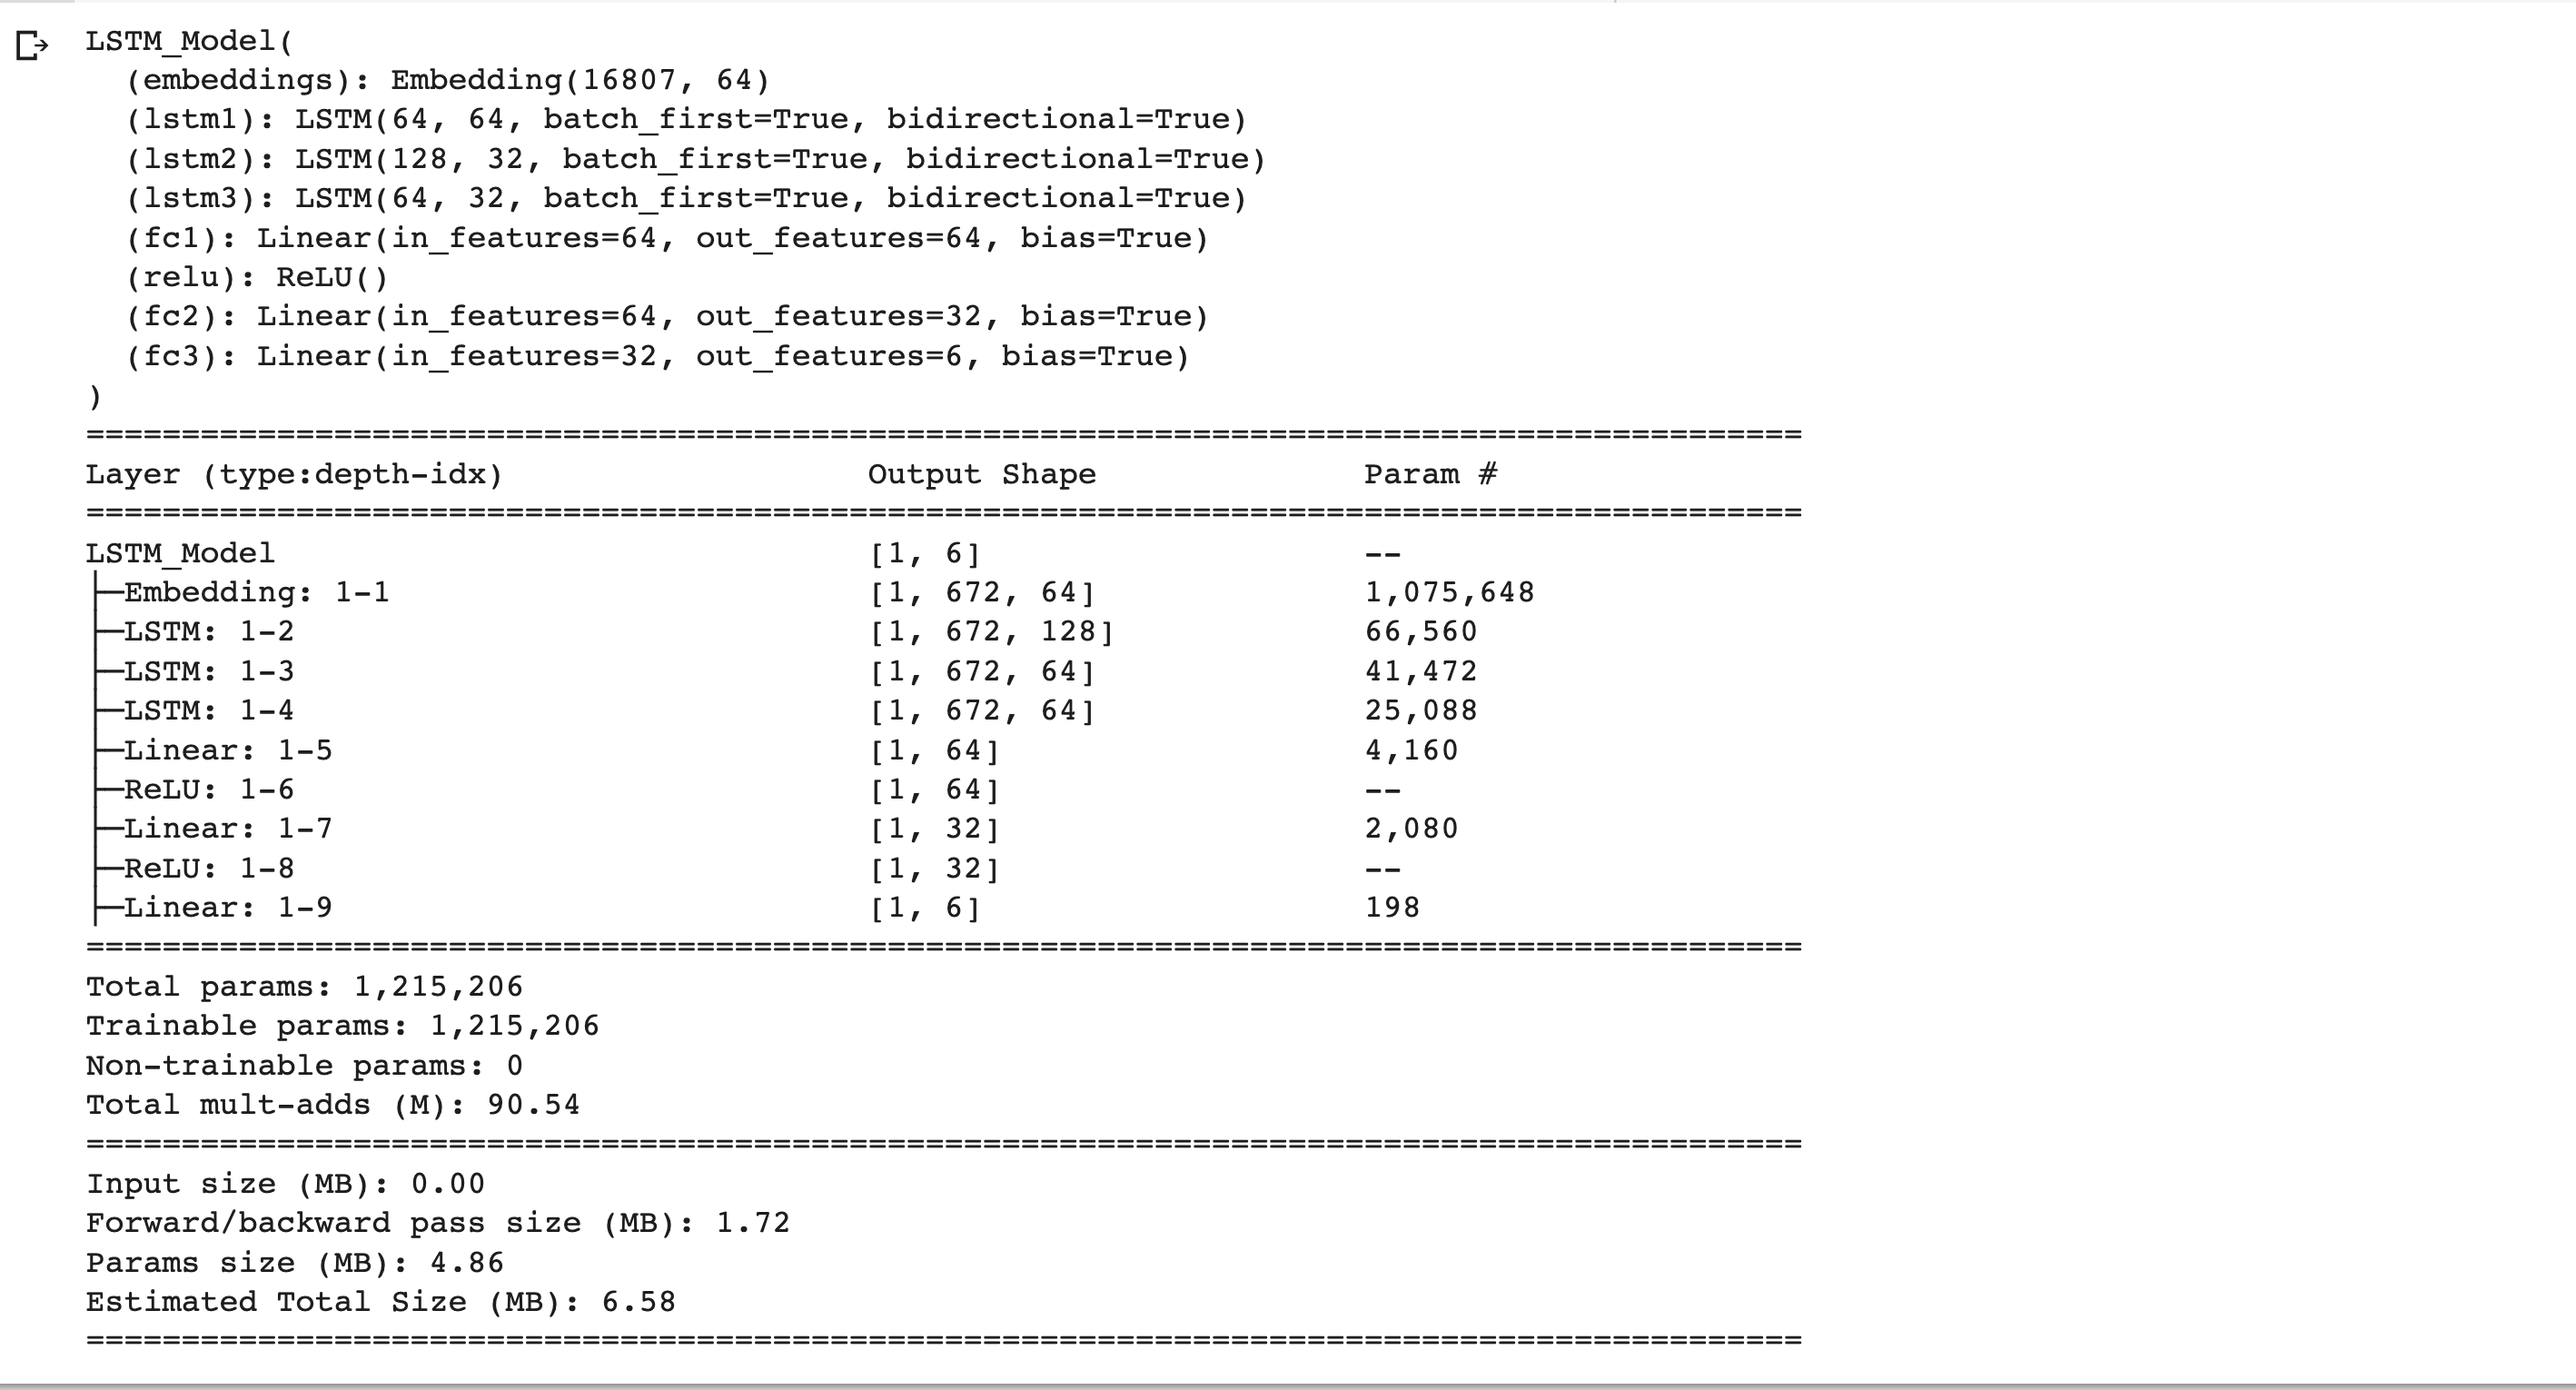 LSTM_Model(
  (embeddings): Embedding(16807, 64)
  (lstm1): LSTM(64, 64, batch_first=True, bidirectional=True)
  (lstm2): LSTM(128, 32, batch_first=True, bidirectional=True)
  (lstm3): LSTM(64, 32, batch_first=True, bidirectional=True)
  (fc1): Linear(in_features=64, out_features=64, bias=True)
  (relu): ReLU()
  (fc2): Linear(in_features=64, out_features=32, bias=True)
  (fc3): Linear(in_features=32, out_features=6, bias=True)
)
==========================================================================================
Layer (type:depth-idx)                   Output Shape              Param #
==========================================================================================
LSTM_Model                               [1, 6]                    --
├─Embedding: 1-1                         [1, 672, 64]              1,075,648
├─LSTM: 1-2                              [1, 672, 128]             66,560
├─LSTM: 1-3                              [1, 672, 64]              41,472
├─LSTM: 1-4                              [1, 672, 64]              25,088
├─Linear: 1-5                            [1, 64]                   4,160
├─ReLU: 1-6                              [1, 64]                   --
├─Linear: 1-7                            [1, 32]                   2,080
├─ReLU: 1-8                              [1, 32]                   --
├─Linear: 1-9                            [1, 6]                    198
==========================================================================================
Total params: 1,215,206
Trainable params: 1,215,206
Non-trainable params: 0
Total mult-adds (M): 90.54
==========================================================================================
Input size (MB): 0.00
Forward/backward pass size (MB): 1.72
Params size (MB): 4.86
Estimated Total Size (MB): 6.58
==========================================================================================